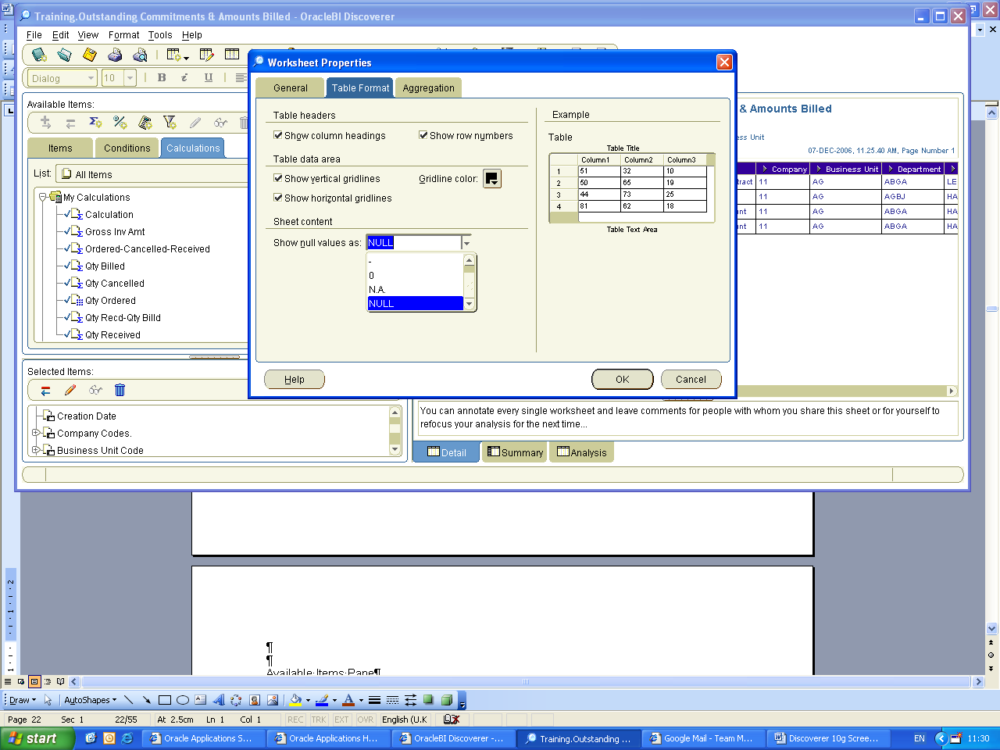 Training.Outstanding Commitments & Amounts Billed - OracleBI Discoverer
File Edit View Format Tools Help
Dialog 10 B i U
Available Items:
Items Conditions Calculations
List: All Items
My Calculations
Calculation
Gross Inv Amt
Ordered-Cancelled-Received
Qty Billed
Qty Cancelled
Qty Ordered
Qty Recd-Qty Billd
Qty Received
Selected Items:
Creation Date
Company Codes.
Business Unit Code
Worksheet Properties
General Table Format Aggregation
Table headers
Show column headings Show row numbers
Table data area
Show vertical gridlines Gridline color:
Show horizontal gridlines
Sheet content
Show null values as: NULL
-
0
N.A.
NULL
Example
Table
Table Title
Column1 Column2 Column3
1 51 32 10
2 50 65 19
3 44 73 25
4 81 62 18
Table Text Area
Help OK Cancel
& Amounts Billed
ess Unit
07-DEC-2006, 11.25.40 AM, Page Number 1
Company Business Unit Department
tract 11 AG ABGA LE
11 AG AGBJ HA
unt 11 AG ABGA HA
unt 11 AG ABGA HA
You can annotate every single worksheet and leave comments for people with whom you share this sheet or for yourself to
refocus your analysis for the next time...
Detail Summary Analysis
2
1
1
¶
¶
Available·Items·Pane¶
Draw AutoShapes
Page 22 Sec 1 22/55 At 2.5cm Ln 1 Col 1 REC TRK EXT OVR English (U.K
start Oracle Applications S... Oracle Applications H... OracleBI Discoverer -... Training.Outstanding ... Google Mail - Team M... Discoverer 10g Scree... EN 11:30